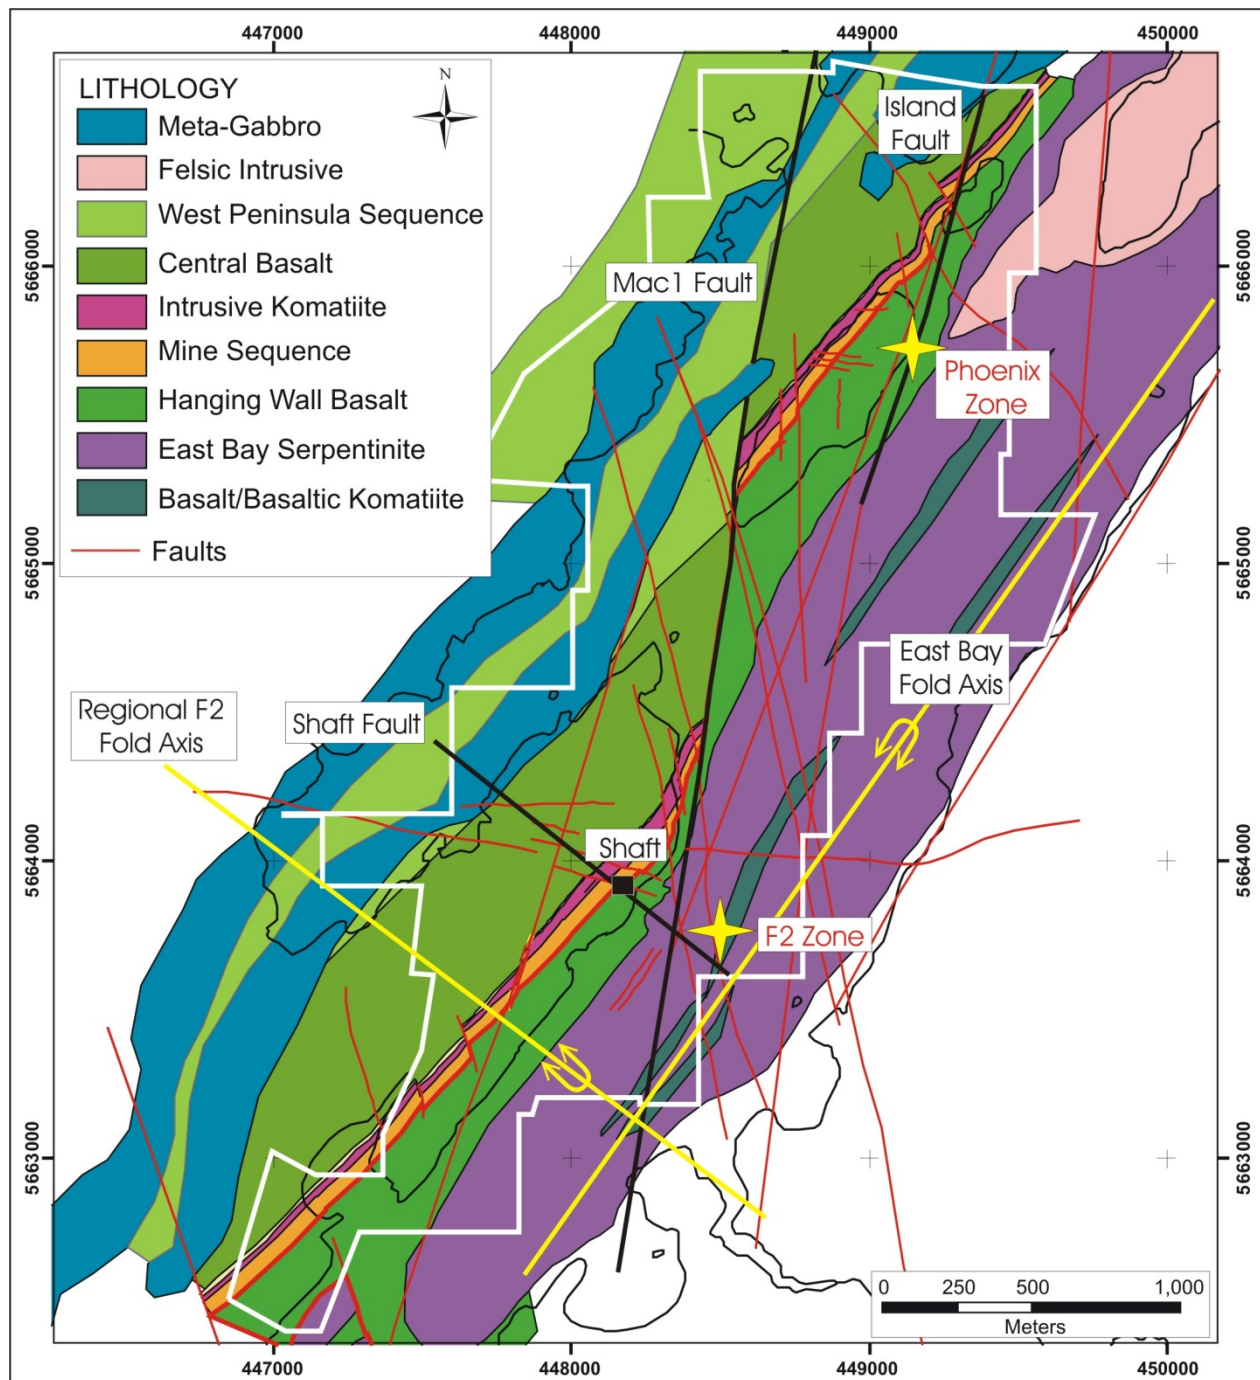 447000 448000 449000 450000
LITHOLOGY
N
Meta-Gabbro
Felsic Intrusive
West Peninsula Sequence
Central Basalt
Intrusive Komatiite
Mine Sequence
Hanging Wall Basalt
East Bay Serpentinite
Basalt/Basaltic Komatiite
Faults
Island
Fault
Mac1 Fault
Phoenix
Zone
East Bay
Fold Axis
Regional F2
Fold Axis
Shaft Fault
Shaft
F2 Zone
5666000
5665000
5664000
5663000
5666000
5665000
5664000
5663000
0 250 500 1,000
Meters
447000 448000 449000 450000